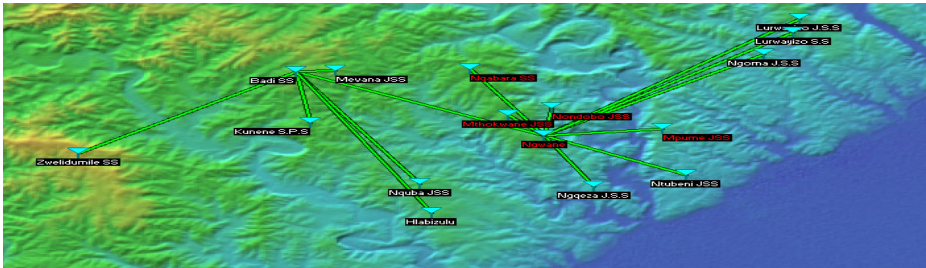 Lurwayizo J.S.S
Lurwayizo S.S
Ngoma J.S.S
Badi SS
Mevana JSS
Nqabara SS
Nondobo JSS
Mthokwane JSS
Kunene S.P.S
Ngwane
Mpume JSS
Zwelidumile SS
Nquba JSS
Ngqeza J.S.S
Ntubeni JSS
Hlabizulu